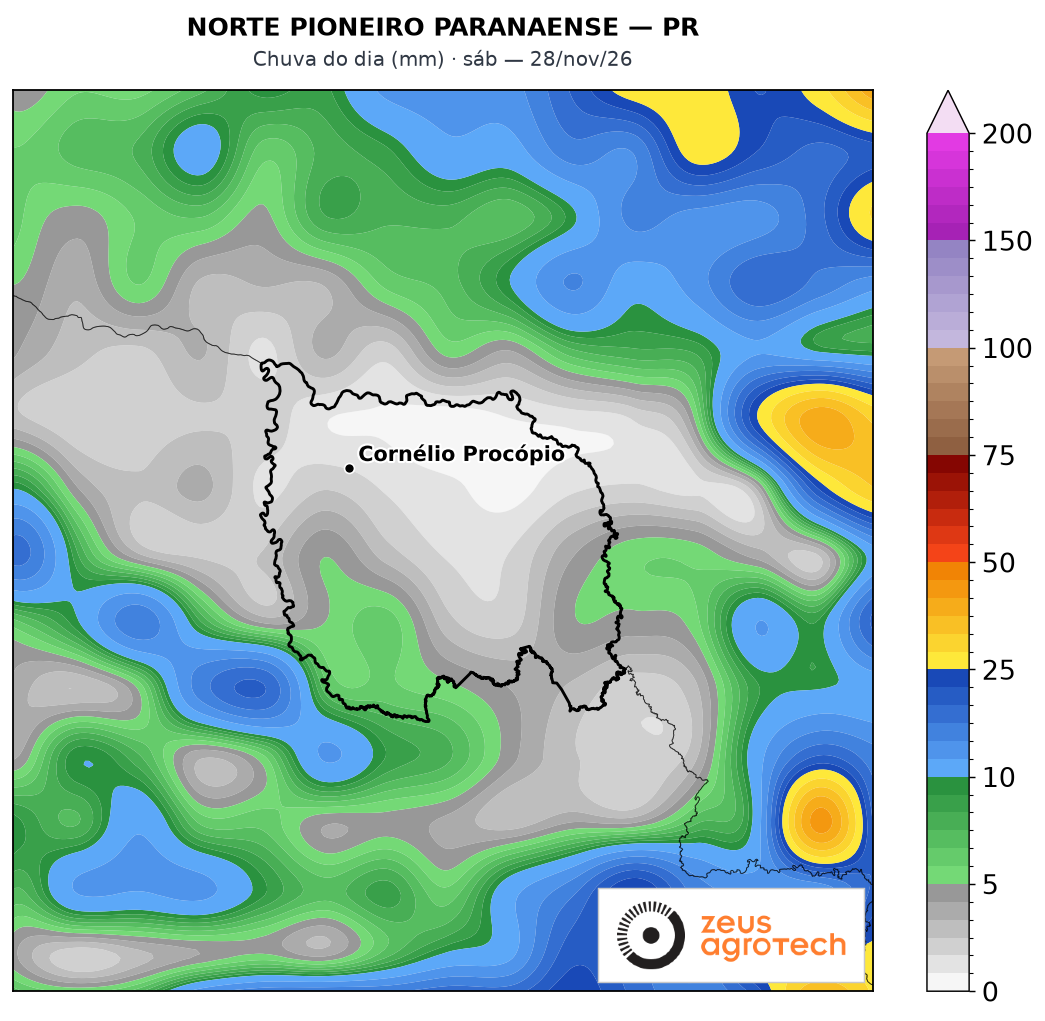 NORTE PIONEIRO PARANAENSE — PR
Chuva do dia (mm) · sáb — 28/nov/26
200
150
100
75
50
25
10
5
0
Cornélio Procópio
zeus
agrotech